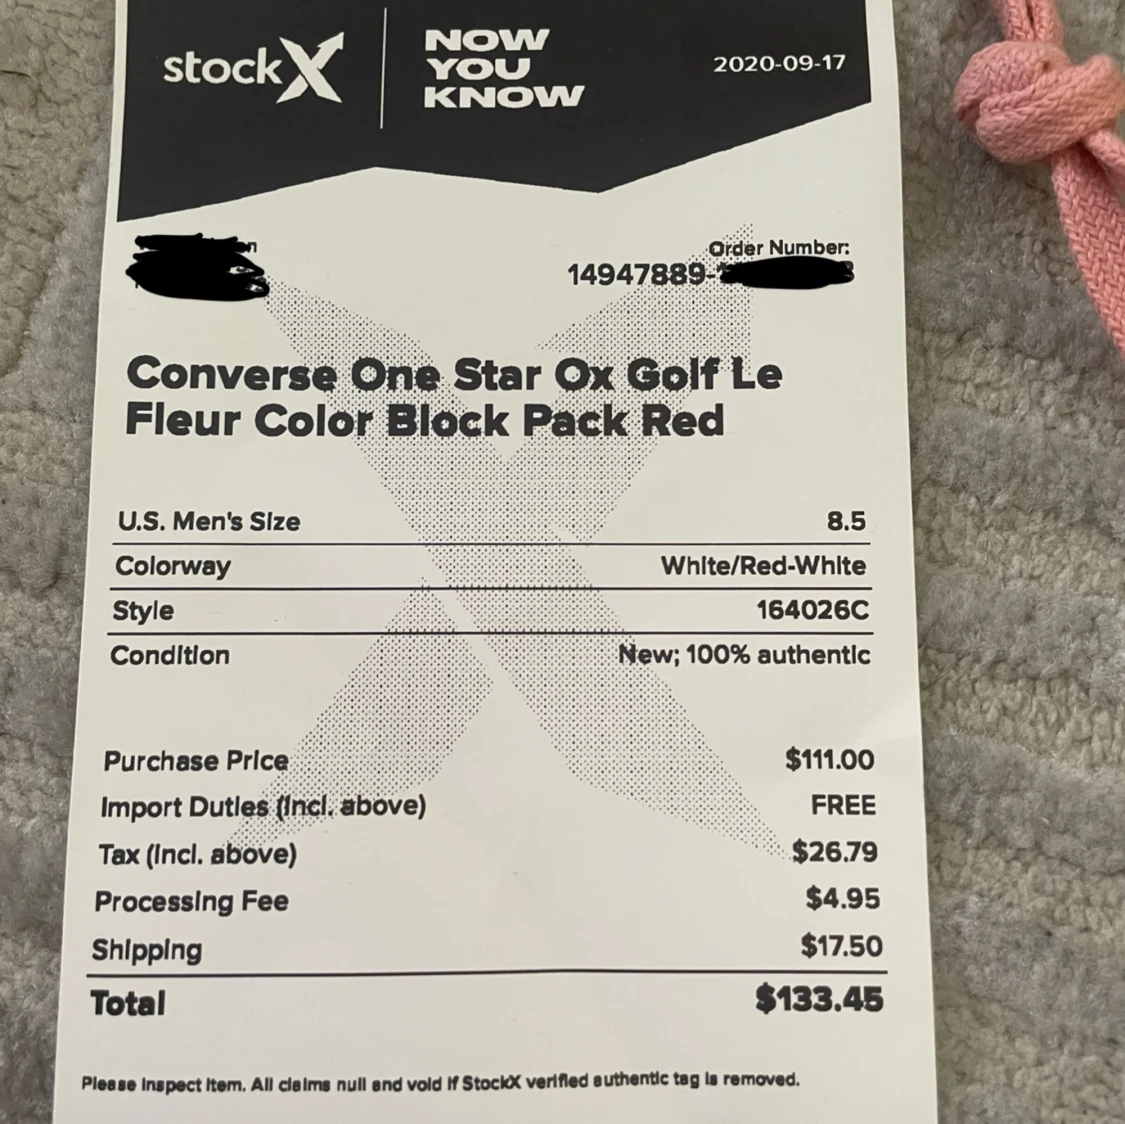 stockX
NOW
YOU
KNOW
2020-09-17
Order Number:
14947889-
Converse One Star Ox Golf Le
Fleur Color Block Pack Red
U.S. Men's Size 8.5
Colorway White/Red-White
Style 164026C
Condition New; 100% authentic
Purchase Price $111.00
Import Duties (Incl. above) FREE
Tax (Incl. above) $26.79
Processing Fee $4.95
Shipping $17.50
Total $133.45
Please inspect item. All claims null and void if StockX verified authentic tag is removed.